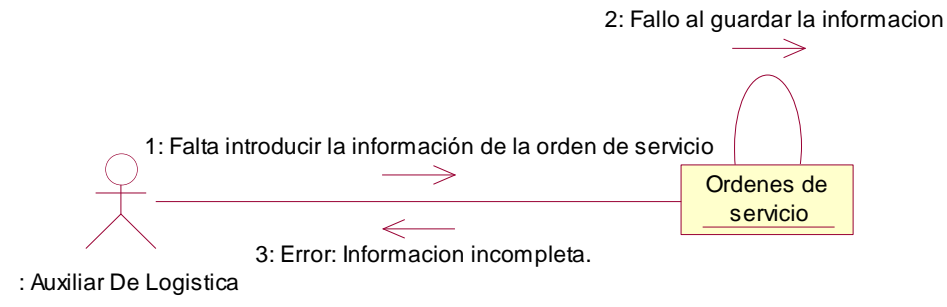 2: Fallo al guardar la informacion
1: Falta introducir la información de la orden de servicio
Ordenes de
servicio
3: Error: Informacion incompleta.
: Auxiliar De Logistica